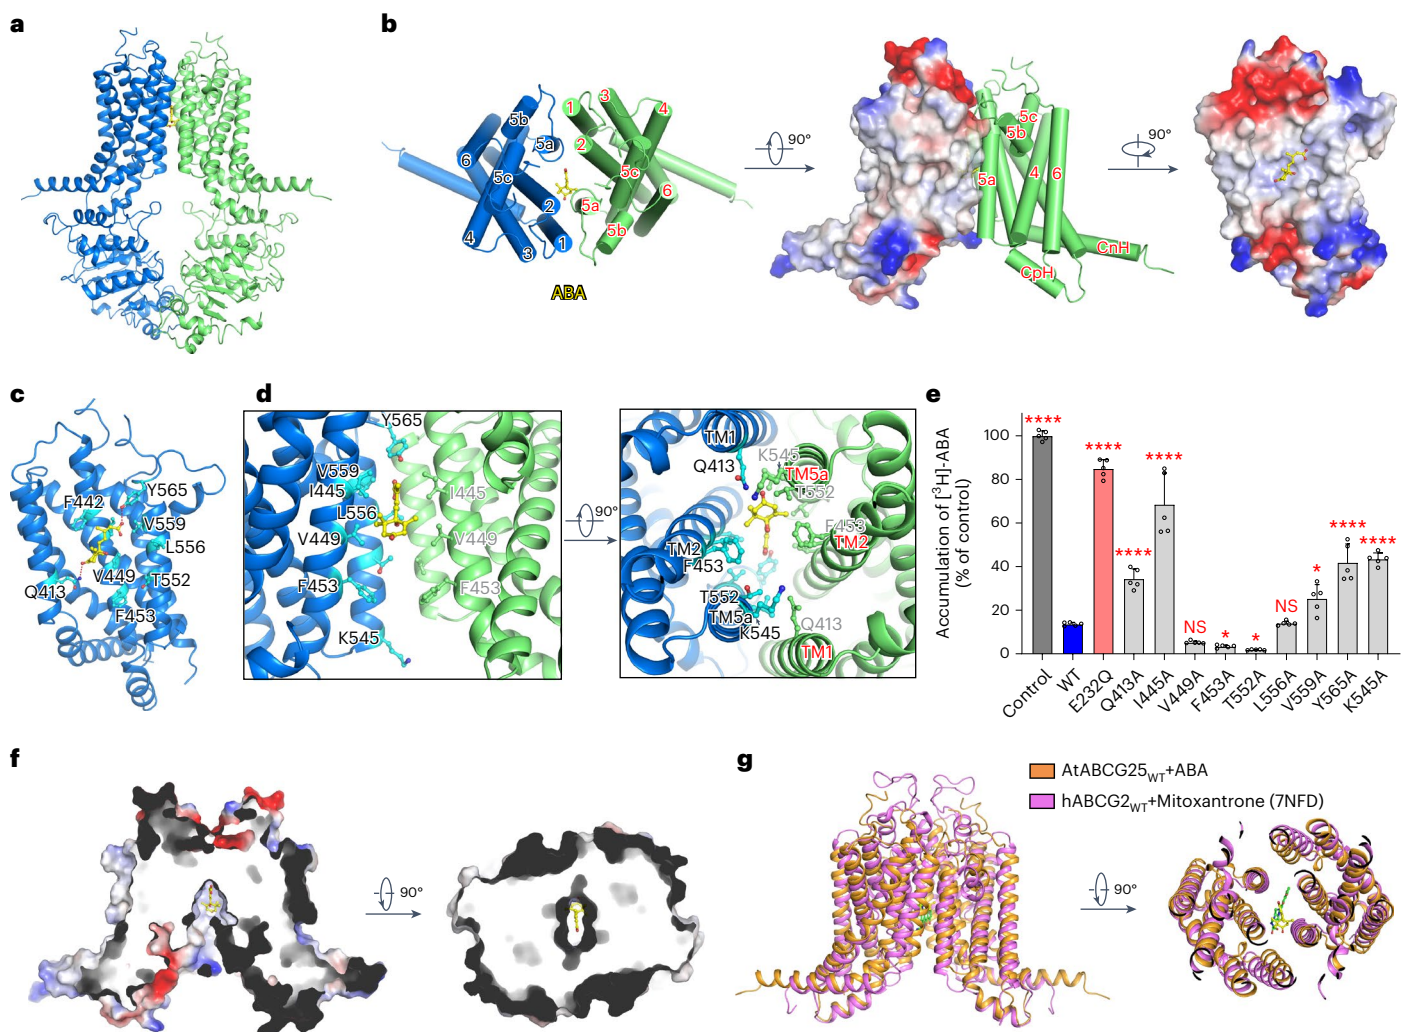 a
b
5b
5a
6
5c
2
4
3
1
1
3
4
2
5c
6
5a
5b
ABA
90°
5c
5b
5a
4
6
CnH
CpH
90°
c
F442
Y565
V559
L556
V449
T552
Q413
F453
d
Y565
V559
I445
L556
V449
F453
K545
I445
V449
F453
90°
TM1
Q413
K545
TM5a
T552
F453
TM2
TM2
F453
T552
TM5a
K545
Q413
TM1
e
Accumulation of [³H]-ABA
(% of control)
100
80
60
40
20
0
****
****
****
****
NS
*
*
NS
*
****
****
Control
WT
E232Q
Q413A
I445A
V449A
F453A
T552A
L556A
V559A
Y565A
K545A
f
90°
g
AtABCG25WT+ABA
hABCG2WT+Mitoxantrone (7NFD)
90°